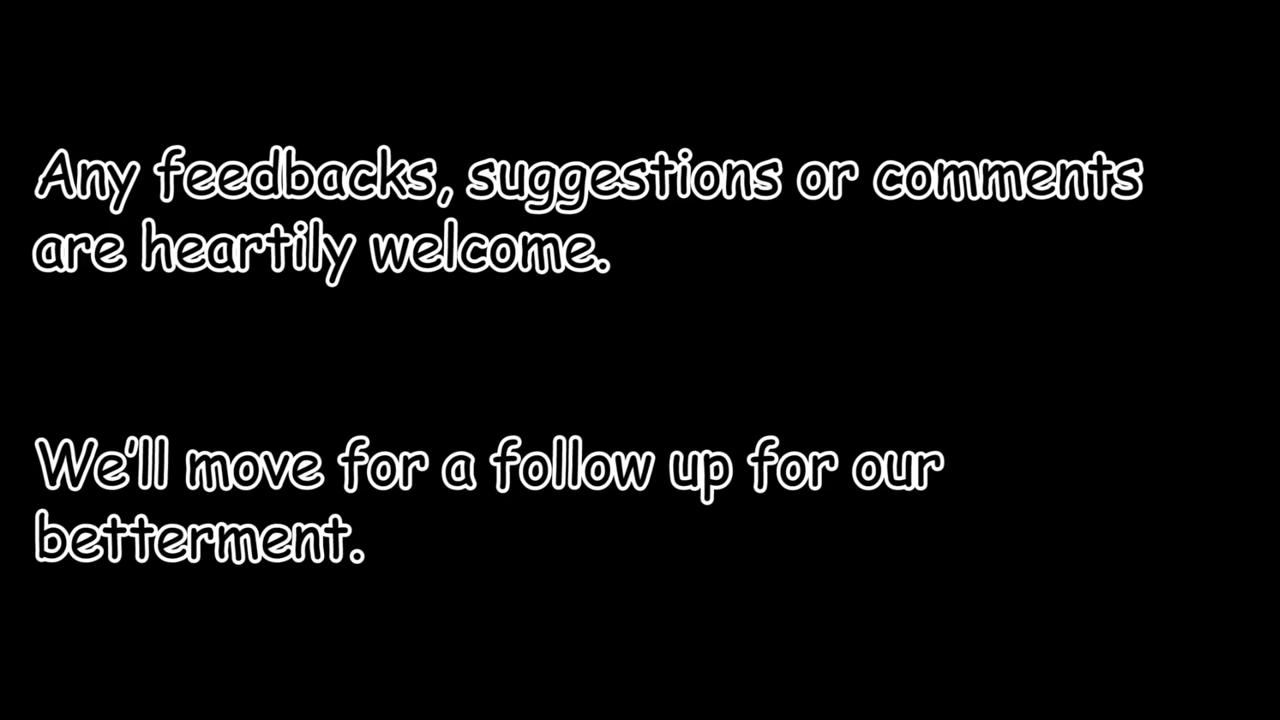 Any feedbacks, suggestions or comments
are heartily welcome.
We'll move for a follow up for our
betterment.